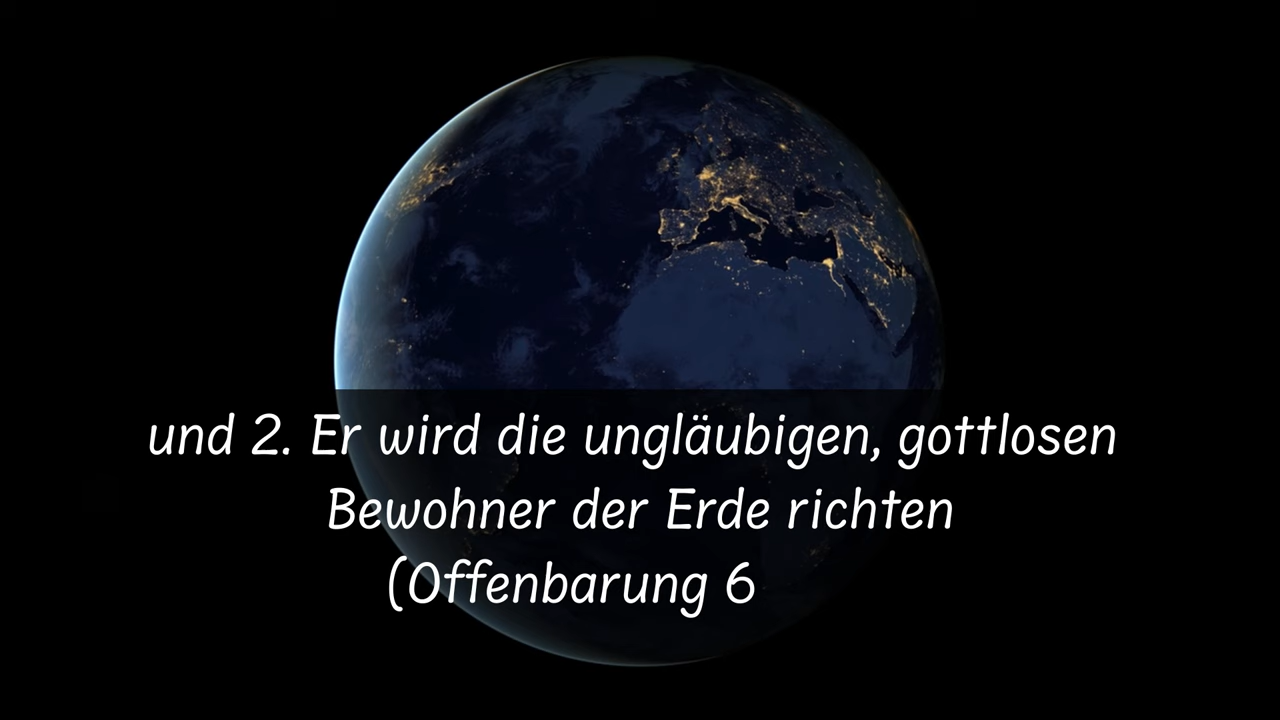 und 2. Er wird die ungläubigen, gottlosen
Bewohner der Erde richten
(Offenbarung 6